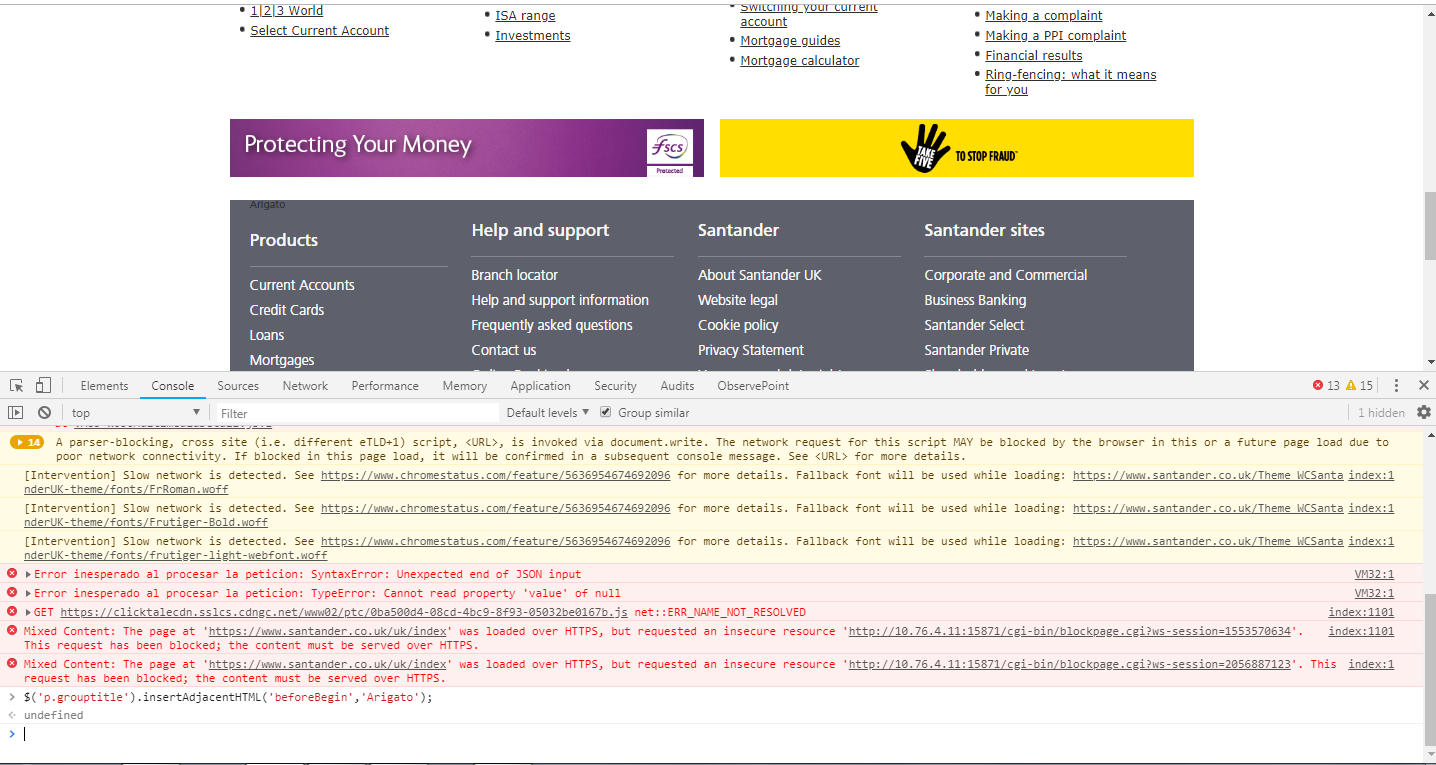 1|2|3 World
Select Current Account
ISA range
Investments
Switching your current
account
Mortgage guides
Mortgage calculator
Making a complaint
Making a PPI complaint
Financial results
Ring-fencing: what it means
for you
Protecting Your Money
fscs
Protected
TAKE
FIVE
TO STOP FRAUD™
Arigato
Products
Current Accounts
Credit Cards
Loans
Mortgages
Help and support
Branch locator
Help and support information
Frequently asked questions
Contact us
Santander
About Santander UK
Website legal
Cookie policy
Privacy Statement
Santander sites
Corporate and Commercial
Business Banking
Santander Select
Santander Private
Elements Console Sources Network Performance Memory Application Security Audits ObservePoint 13 15
top Filter Default levels Group similar 1 hidden
14 A parser-blocking, cross site (i.e. different eTLD+1) script, <URL>, is invoked via document.write. The network request for this script MAY be blocked by the browser in this or a future page load due to
poor network connectivity. If blocked in this page load, it will be confirmed in a subsequent console message. See <URL> for more details.
[Intervention] Slow network is detected. See https://www.chromestatus.com/feature/5636954674692096 for more details. Fallback font will be used while loading: https://www.santander.co.uk/Theme_WCSanta index:1
nderUK-theme/fonts/FrRoman.woff
[Intervention] Slow network is detected. See https://www.chromestatus.com/feature/5636954674692096 for more details. Fallback font will be used while loading: https://www.santander.co.uk/Theme_WCSanta index:1
nderUK-theme/fonts/Frutiger-Bold.woff
[Intervention] Slow network is detected. See https://www.chromestatus.com/feature/5636954674692096 for more details. Fallback font will be used while loading: https://www.santander.co.uk/Theme_WCSanta index:1
nderUK-theme/fonts/frutiger-light-webfont.woff
Error inesperado al procesar la peticion: SyntaxError: Unexpected end of JSON input VM32:1
Error inesperado al procesar la peticion: TypeError: Cannot read property 'value' of null VM32:1
GET https://clicktalecdn.sslcs.cdngc.net/www02/ptc/0ba500d4-08cd-4bc9-8f93-05032be0167b.js net::ERR_NAME_NOT_RESOLVED index:1101
Mixed Content: The page at 'https://www.santander.co.uk/uk/index' was loaded over HTTPS, but requested an insecure resource 'http://10.76.4.11:15871/cgi-bin/blockpage.cgi?ws-session=1553570634'. index:1101
This request has been blocked; the content must be served over HTTPS.
Mixed Content: The page at 'https://www.santander.co.uk/uk/index' was loaded over HTTPS, but requested an insecure resource 'http://10.76.4.11:15871/cgi-bin/blockpage.cgi?ws-session=2056887123'. This index:1
request has been blocked; the content must be served over HTTPS.
> $('p.grouptitle').insertAdjacentHTML('beforeBegin','Arigato');
undefined
>